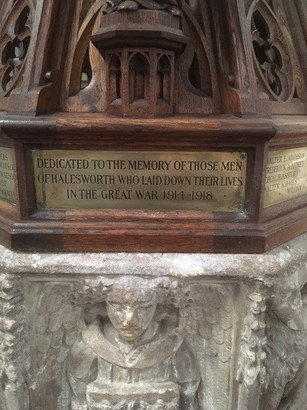 DEDICATED TO THE MEMORY OF THOSE MEN
OF HALESWORTH WHO LAID DOWN THEIR LIVES
IN THE GREAT WAR 1914-1918